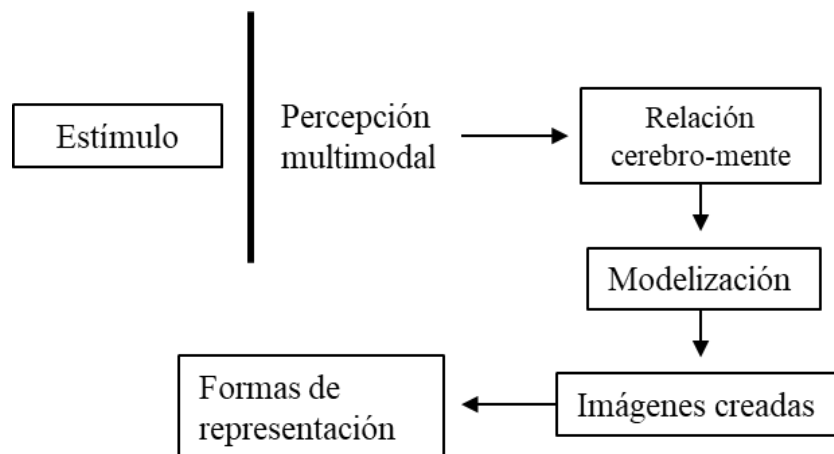 Estímulo
Percepción
multimodal
Relación
cerebro-mente
Modelización
Imágenes creadas
Formas de
representación